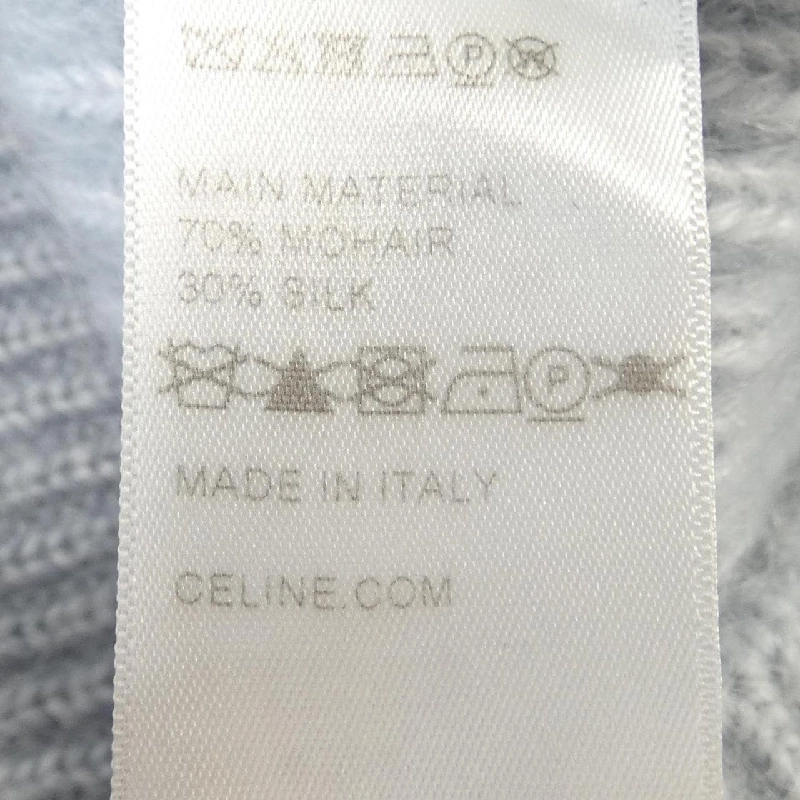 P W
MAIN MATERIAL
70% MOHAIR
30% SILK
P
MADE IN ITALY
CELINE.COM